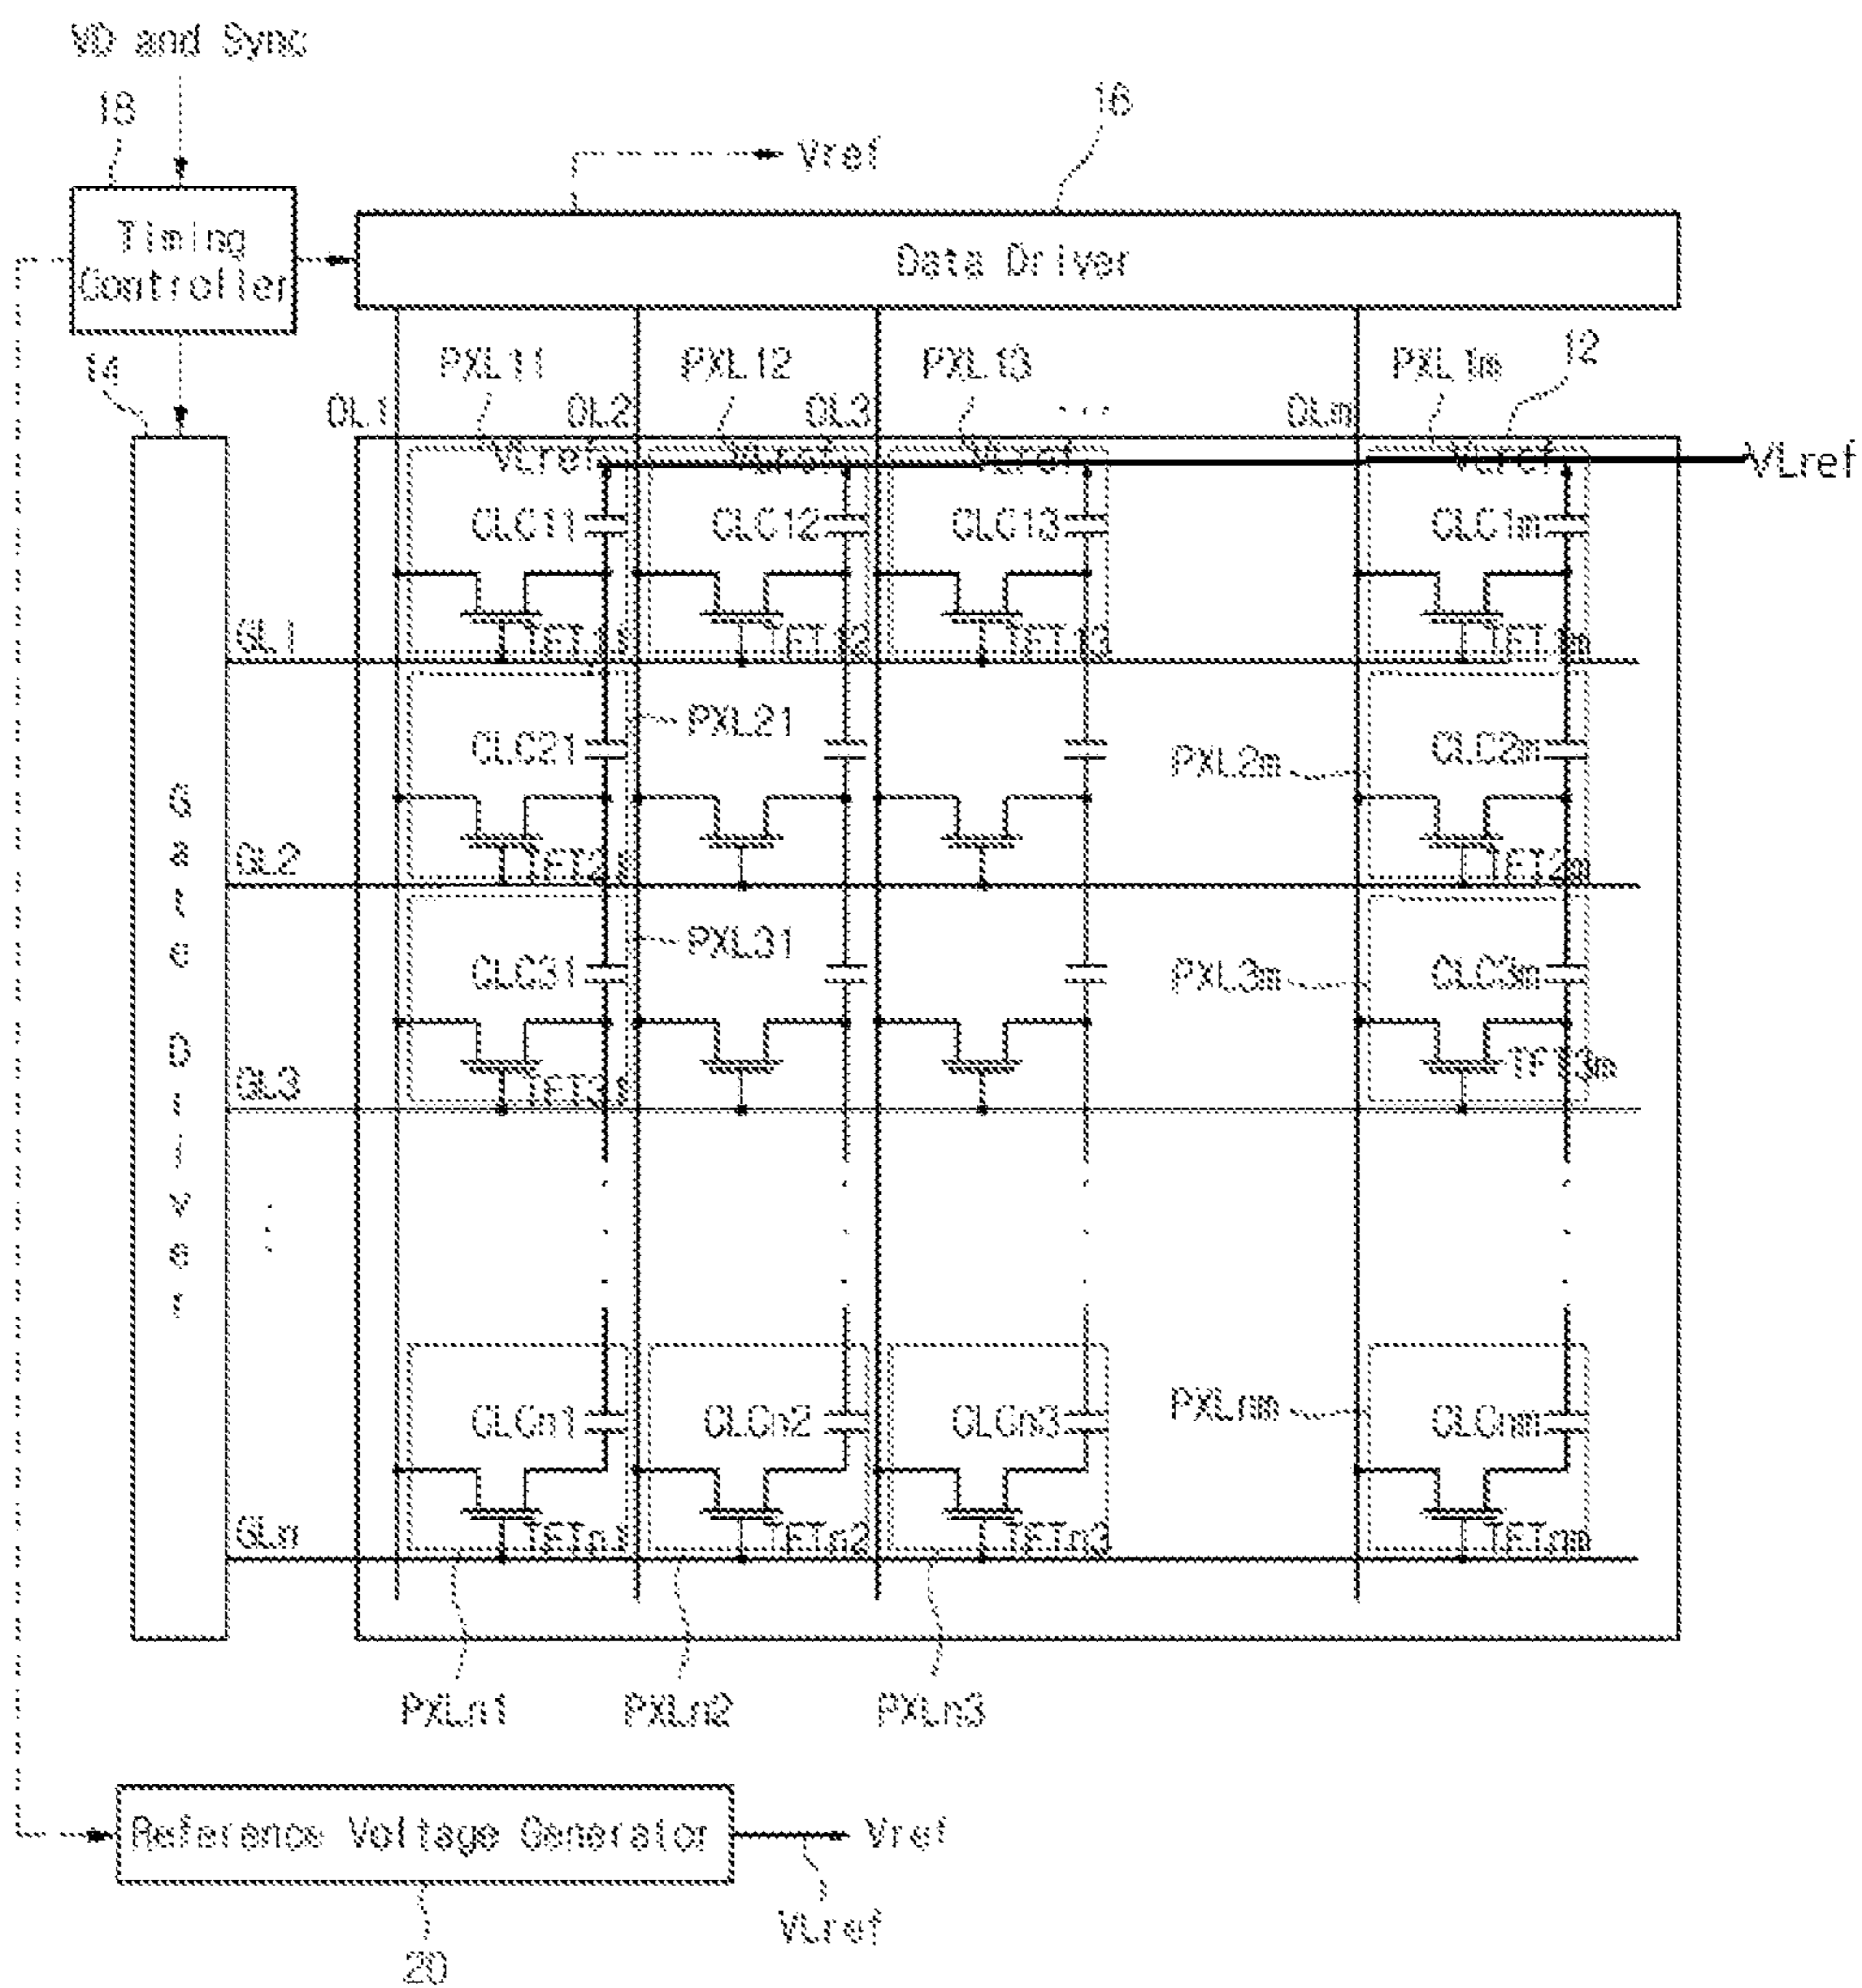 VD and Sync
18
16
Vref
Timing
Controller
Data Driver
14
PXL11
PXL12
PXL13
PXL1m
12
DL1
DL2
DL3
...
DLm
VLref
VLref
VLref
VLref
VLref
CLC11
CLC12
CLC13
CLC1m
GL1
TFT11
TFT12
TFT13
TFT1m
PXL21
CLC21
PXL2m
CLC2m
Gate Driver
GL2
TFT21
TFT2m
PXL31
CLC31
PXL3m
CLC3m
GL3
TFT31
TFT3m
CLCn1
CLCn2
CLCn3
PXLnm
CLCnm
GLn
TFTn1
TFTn2
TFTn3
TFTnm
PXLn1
PXLn2
PXLn3
Reference Voltage Generator
Vref
VLref
20